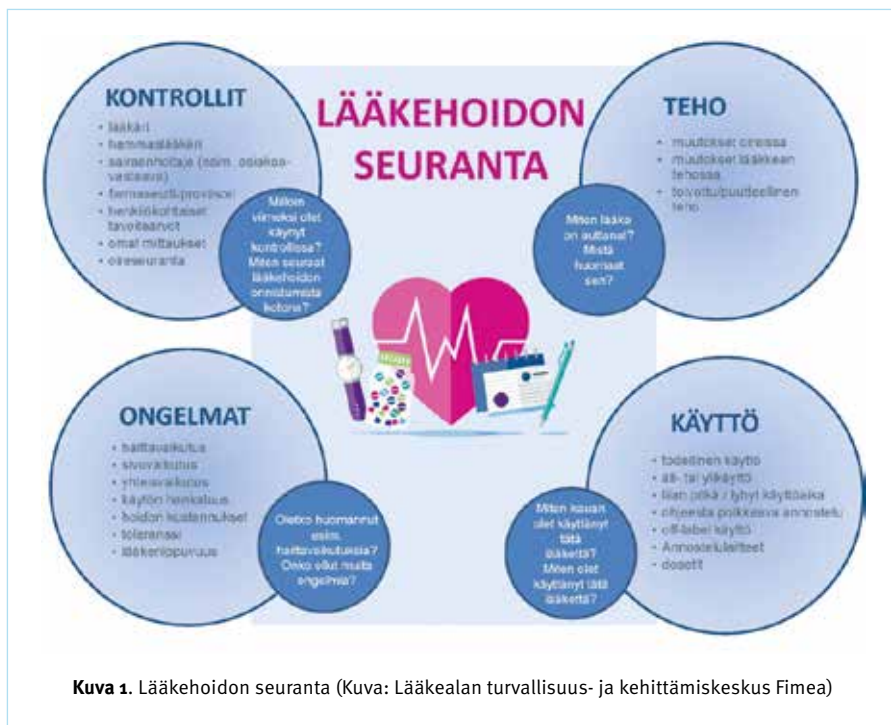 LÄÄKEHOIDON
SEURANTA
KONTROLLIT
• lääkäri
• hammaslääkäri
• sairaanhoitaja (esim. asiakas-
vastaava)
• farmaseutti/proviisori
• henkilökohtaiset
tavoitearvot
• omat mittaukset
• oireseuranta
Milloin
viimeksi olet
käynyt
kontrollissa?
Miten seuraat
lääkehoidon
onnistumista
kotona?
TEHO
• muutokset oireissa
• muutokset lääkkeen
tehossa
• toivottu/puutteellinen
teho
Miten lääke
on auttanut?
Mistä
huomaat
sen?
ONGELMAT
• haittavaikutus
• sivuvaikutus
• yhteisvaikutus
• käytön hankaluus
• hoidon kustannukset
• toleranssi
• lääkeriippuvuus
Oletko huomannut
esim.
haittavaikutuksia?
Onko ollut muita
ongelmia?
KÄYTTÖ
• todellinen käyttö
• ali- tai ylikäyttö
• liian pitkä / lyhyt käyttöaika
• ohjeesta poikkeava annostelu
• off-label käyttö
• Annostelulaitteet
• dosetit
Miten kauan
olet käyttänyt
tätä
lääkettä?
Miten olet
käyttänyt tätä
lääkettä?
Kuva 1. Lääkehoidon seuranta (Kuva: Lääkealan turvallisuus- ja kehittämiskeskus Fimea)